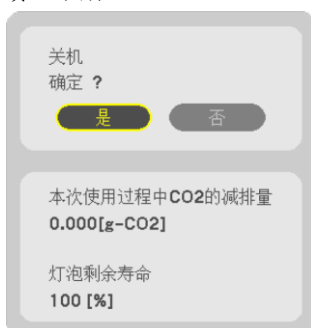 关机
确定 ?
是
否
本次使用过程中CO2的减排量
0.000[g-CO2]
灯泡剩余寿命
100 [%]